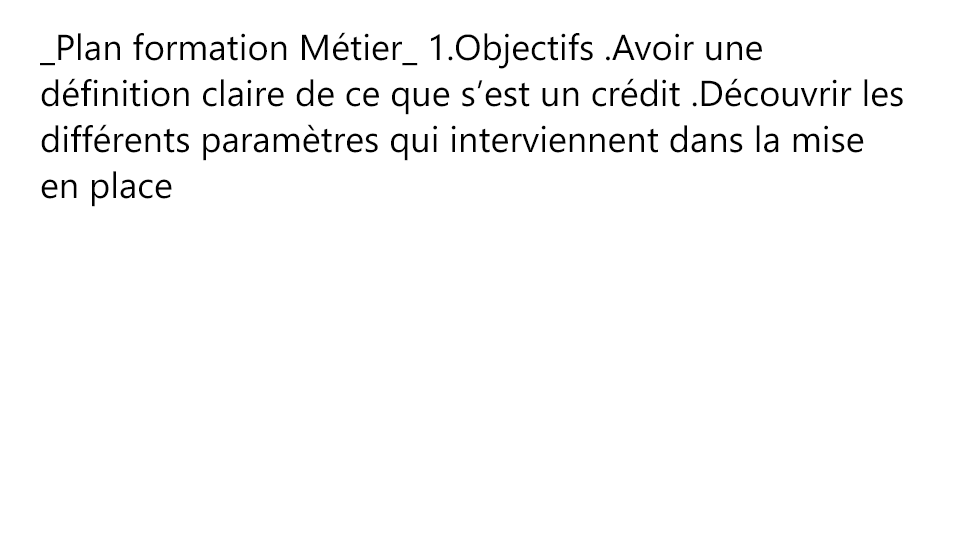 _Plan formation Métier_ 1.Objectifs .Avoir une
définition claire de ce que s’est un crédit .Découvrir les
différents paramètres qui interviennent dans la mise
en place